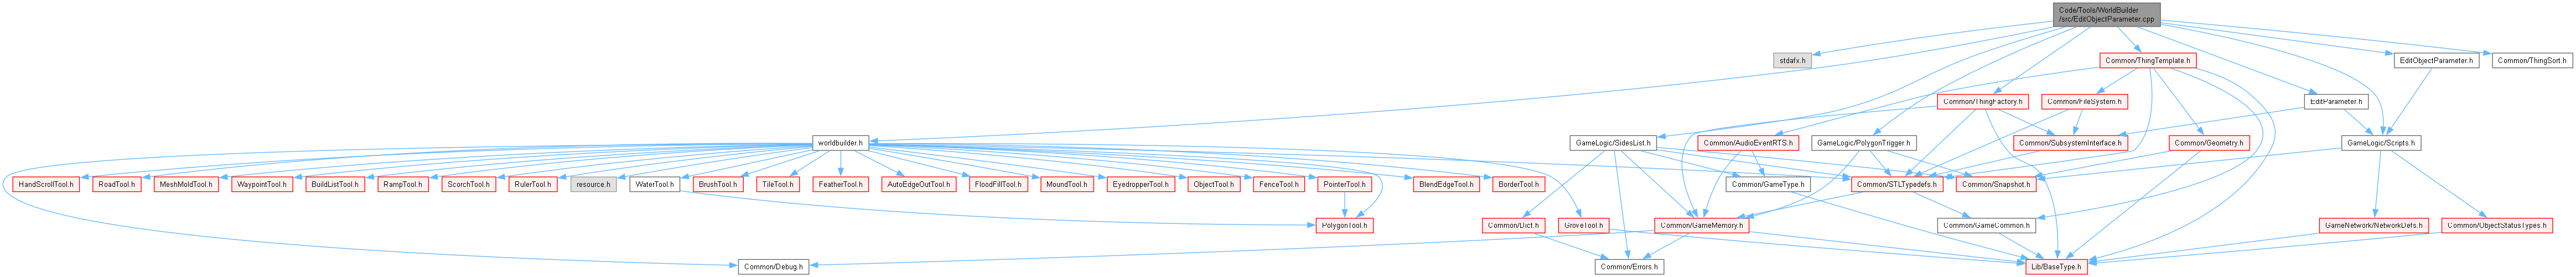 Code/Tools/WorldBuilder
/src/EditObjectParameter.cpp
stdafx.h
Common/ThingTemplate.h
EditObjectParameter.h
Common/ThingSort.h
Common/ThingFactory.h
Common/FileSystem.h
EditParameter.h
worldbuilder.h
GameLogic/SidesList.h
Common/AudioEventRTS.h
GameLogic/PolygonTrigger.h
Common/SubsystemInterface.h
Common/Geometry.h
GameLogic/Scripts.h
HandScrollTool.h
RoadTool.h
MeshMoldTool.h
WaypointTool.h
BuildListTool.h
RampTool.h
ScorchTool.h
RulerTool.h
resource.h
WaterTool.h
BrushTool.h
TileTool.h
FeatherTool.h
AutoEdgeOutTool.h
FloodFillTool.h
MoundTool.h
EyedropperTool.h
ObjectTool.h
FenceTool.h
PointerTool.h
BlendEdgeTool.h
BorderTool.h
Common/GameType.h
Common/STLTypedefs.h
Common/Snapshot.h
PolygonTool.h
GroveTool.h
Common/Dict.h
Common/GameMemory.h
Common/GameCommon.h
GameNetwork/NetworkDefs.h
Common/ObjectStatusTypes.h
Common/Debug.h
Common/Errors.h
Lib/BaseType.h